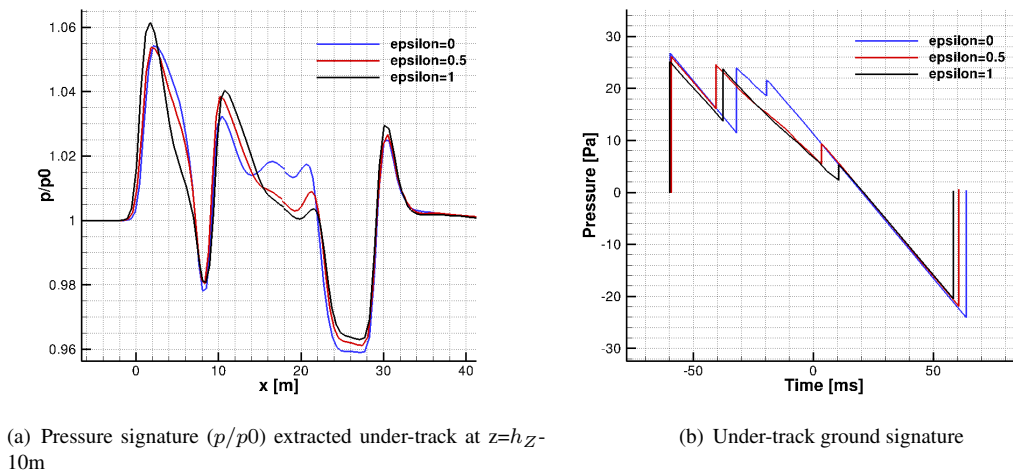 1.06
1.04
1.02
1
0.98
0.96
p/p0
0 10 20 30 40
x [m]
epsilon=0
epsilon=0.5
epsilon=1
(a) Pressure signature (p/p0) extracted under-track at z=hZ-
10m
30
20
10
0
-10
-20
-30
Pressure [Pa]
-50 0 50
Time [ms]
epsilon=0
epsilon=0.5
epsilon=1
(b) Under-track ground signature